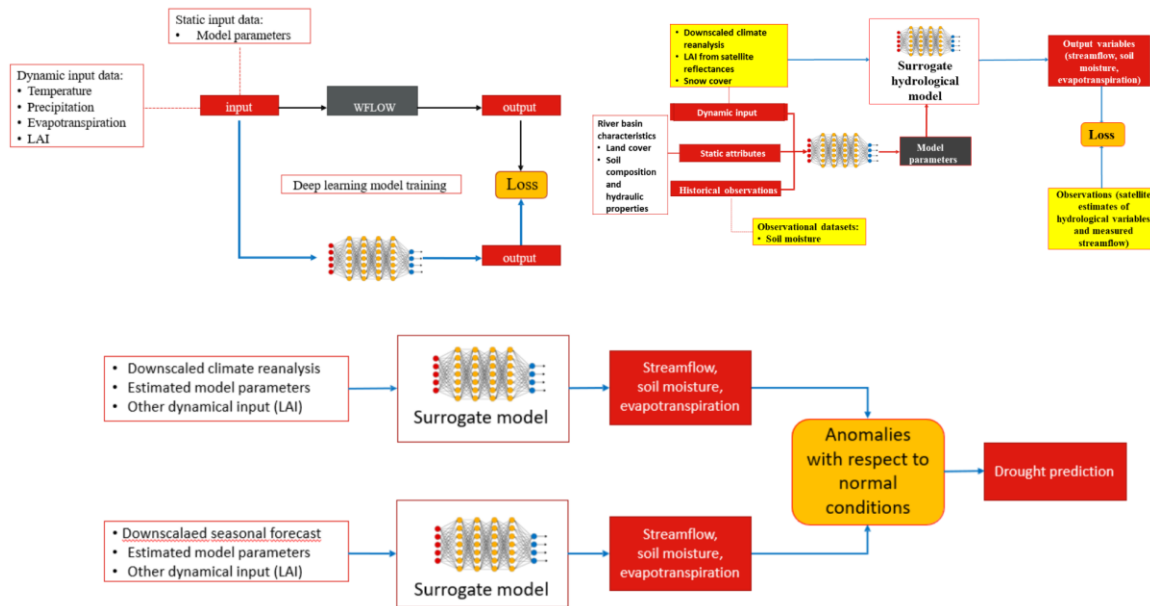 Static input data:
• Model parameters
Dynamic input data:
• Temperature
• Precipitation
• Evapotranspiration
• LAI
input
WFLOW
output
Deep learning model training
Loss
output
• Downscaled climate
reanalysis
• LAI from satellite
reflectances
• Snow cover
Surrogate
hydrological
model
Output variables
(streamflow, soil
moisture,
evapotranspiration)
River basin
characteristics
• Land cover
• Soil
composition
and
hydraulic
properties
Dynamic input
Static attributes
Historical observations
Model
parameters
Loss
Observational datasets:
• Soil moisture
Observations (satellite
estimates of
hydrological variables
and measured
streamflow)
• Downscaled climate reanalysis
• Estimated model parameters
• Other dynamical input (LAI)
Surrogate model
Streamflow,
soil moisture,
evapotranspiration
Anomalies
with respect to
normal
conditions
Drought prediction
• Downscalaed seasonal forecast
• Estimated model parameters
• Other dynamical input (LAI)
Surrogate model
Streamflow,
soil moisture,
evapotranspiration